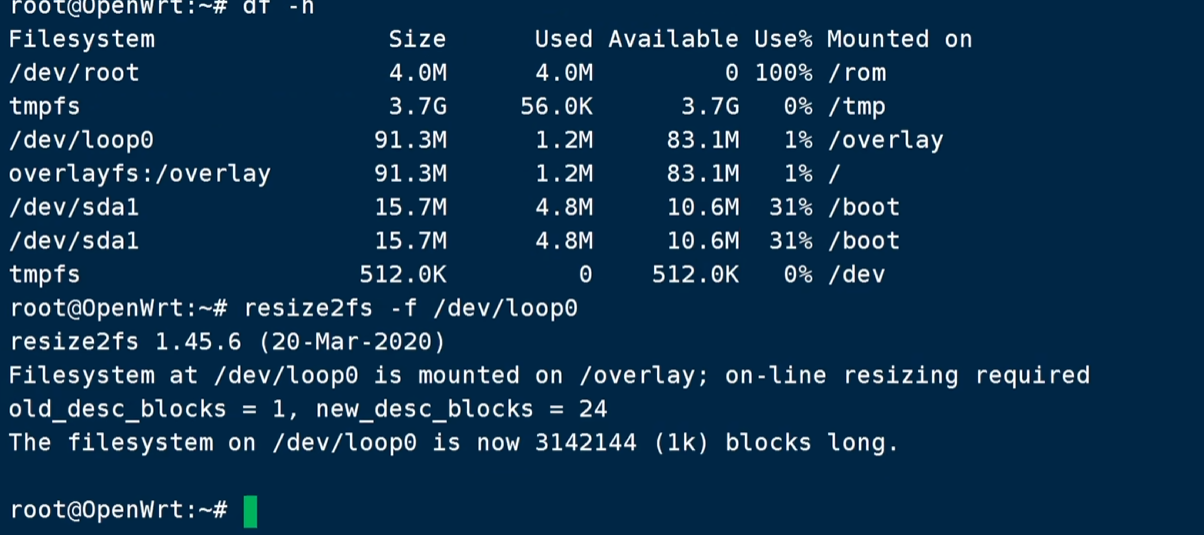 root@OpenWrt:~# df -h
Filesystem                Size      Used Available Use% Mounted on
/dev/root                 4.0M      4.0M         0 100% /rom
tmpfs                     3.7G     56.0K      3.7G   0% /tmp
/dev/loop0               91.3M      1.2M     83.1M   1% /overlay
overlayfs:/overlay       91.3M      1.2M     83.1M   1% /
/dev/sda1                15.7M      4.8M     10.6M  31% /boot
/dev/sda1                15.7M      4.8M     10.6M  31% /boot
tmpfs                   512.0K         0    512.0K   0% /dev
root@OpenWrt:~# resize2fs -f /dev/loop0
resize2fs 1.45.6 (20-Mar-2020)
Filesystem at /dev/loop0 is mounted on /overlay; on-line resizing required
old_desc_blocks = 1, new_desc_blocks = 24
The filesystem on /dev/loop0 is now 3142144 (1k) blocks long.
root@OpenWrt:~#